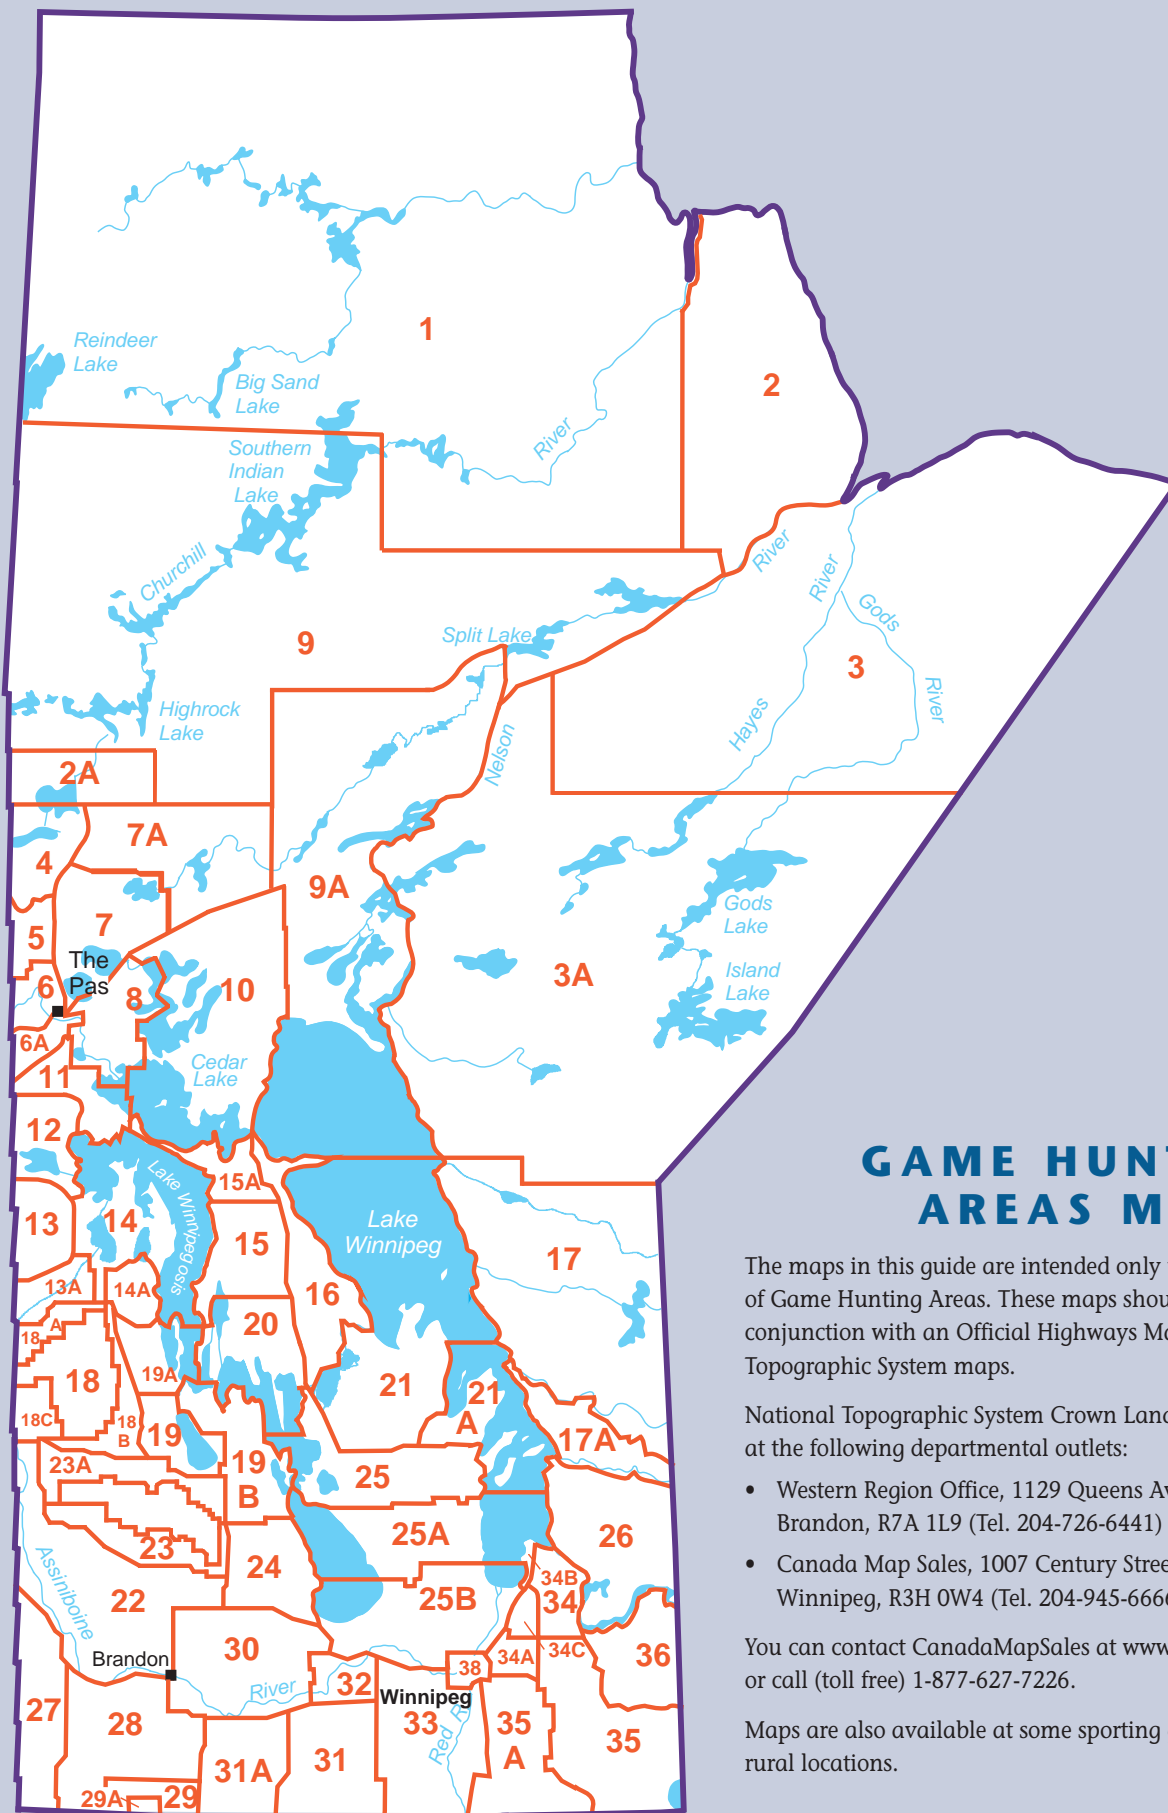 1
2
Reindeer
Lake
Big Sand
Lake
River
Southern
Indian
Lake
Churchill
River
River
Gods
Split Lake
9
3
Highrock
Lake
River
Hayes
Nelson
2A
7A
4
9A
7
5
The
Pas
6
8
10
Gods
Lake
3A
Island
Lake
6A
11
Cedar
Lake
12
Lake Winnipegosis
15A
13
14
15
Lake
Winnipeg
17
13A
14A
16
20
A
18
18
19A
21
21
A
18C
18
B
19
17A
23A
19
B
25
23
25A
26
24
34B
Assiniboine
22
25B
34
30
34A
34C
36
Brandon
38
32
River
Winnipeg
27
28
33
35
A
35
Red R
31A
31
29A
29
GAME HUN
AREAS M
The maps in this guide are intended only
of Game Hunting Areas. These maps shou
conjunction with an Official Highways Ma
Topographic System maps.
National Topographic System Crown Lan
at the following departmental outlets:
• Western Region Office, 1129 Queens Av
Brandon, R7A 1L9 (Tel. 204-726-6441)
• Canada Map Sales, 1007 Century Stree
Winnipeg, R3H 0W4 (Tel. 204-945-6666
You can contact CanadaMapSales at www
or call (toll free) 1-877-627-7226.
Maps are also available at some sporting
rural locations.